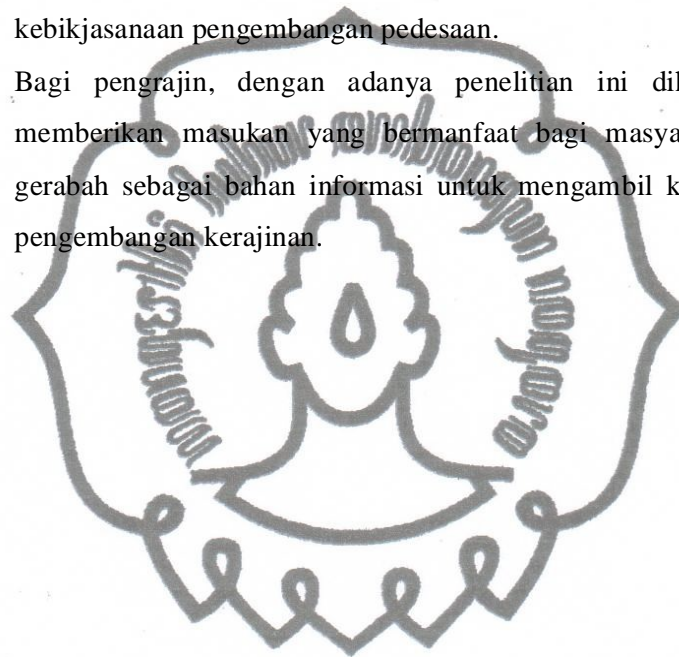 kebikjasanaan pengembangan pedesaan.
Bagi pengrajin, dengan adanya penelitian ini dil
memberikan masukan yang bermanfaat bagi masya
gerabah sebagai bahan informasi untuk mengambil k
pengembangan kerajinan.